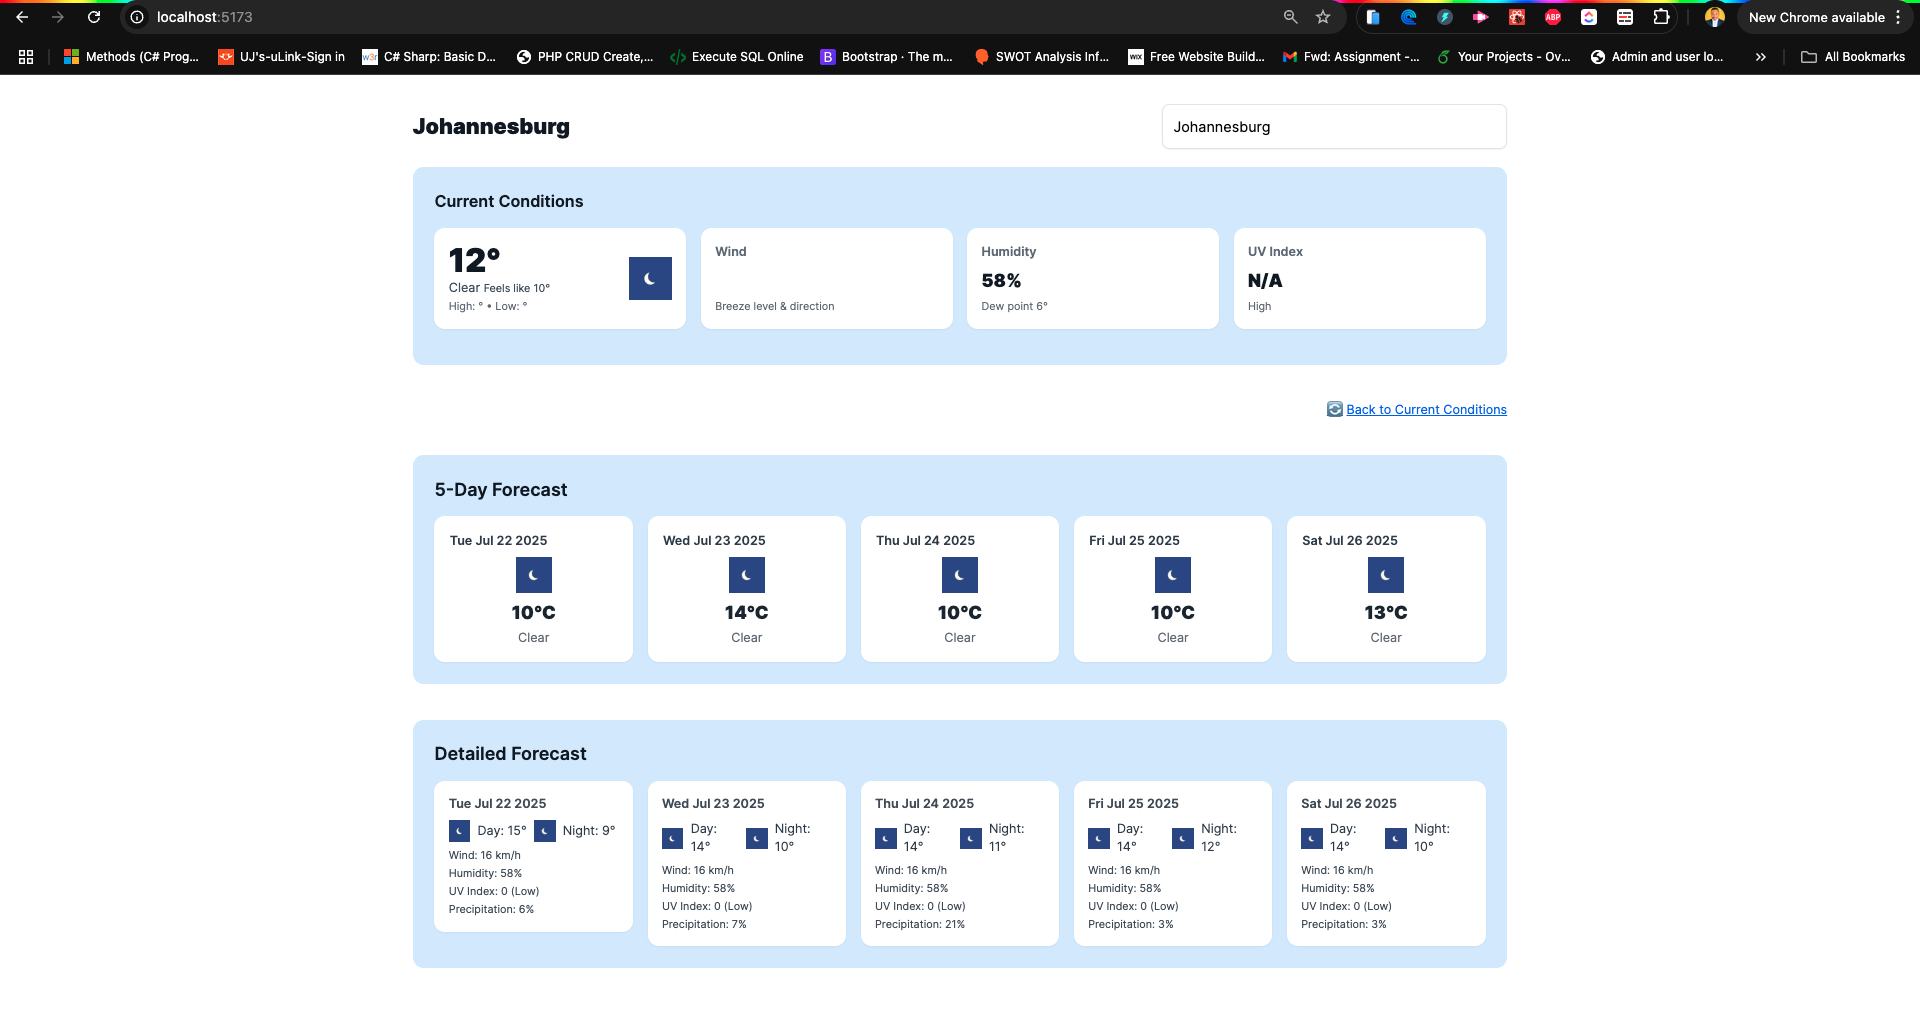 localhost:5173
New Chrome available
Methods (C# Prog...
UJ's-uLink-Sign in
C# Sharp: Basic D...
PHP CRUD Create,...
Execute SQL Online
Bootstrap · The m...
SWOT Analysis Inf...
Free Website Build...
Fwd: Assignment -...
Your Projects - Ov...
Admin and user lo...
All Bookmarks
Johannesburg
Johannesburg
Current Conditions
12°
Clear Feels like 10°
High: ° • Low: °
Wind
Breeze level & direction
Humidity
58%
Dew point 6°
UV Index
N/A
High
Back to Current Conditions
5-Day Forecast
Tue Jul 22 2025
10°C
Clear
Wed Jul 23 2025
14°C
Clear
Thu Jul 24 2025
10°C
Clear
Fri Jul 25 2025
10°C
Clear
Sat Jul 26 2025
13°C
Clear
Detailed Forecast
Tue Jul 22 2025
Day: 15° Night: 9°
Wind: 16 km/h
Humidity: 58%
UV Index: 0 (Low)
Precipitation: 6%
Wed Jul 23 2025
Day: Night:
14° 10°
Wind: 16 km/h
Humidity: 58%
UV Index: 0 (Low)
Precipitation: 7%
Thu Jul 24 2025
Day: Night:
14° 11°
Wind: 16 km/h
Humidity: 58%
UV Index: 0 (Low)
Precipitation: 21%
Fri Jul 25 2025
Day: Night:
14° 12°
Wind: 16 km/h
Humidity: 58%
UV Index: 0 (Low)
Precipitation: 3%
Sat Jul 26 2025
Day: Night:
14° 10°
Wind: 16 km/h
Humidity: 58%
UV Index: 0 (Low)
Precipitation: 3%